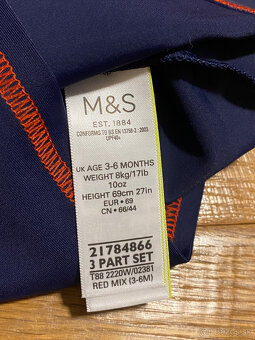 M&S
EST. 1884
CONFORMS TO BS EN 13758-2 : 2003
UPF40+
UK AGE 3-6 MONTHS
WEIGHT 8kg/17lb
10oz
HEIGHT 69cm 27in
EUR • 69
CN • 66/44
21784866
3 PART SET
T88 2220W/02381
RED MIX (3-6M)